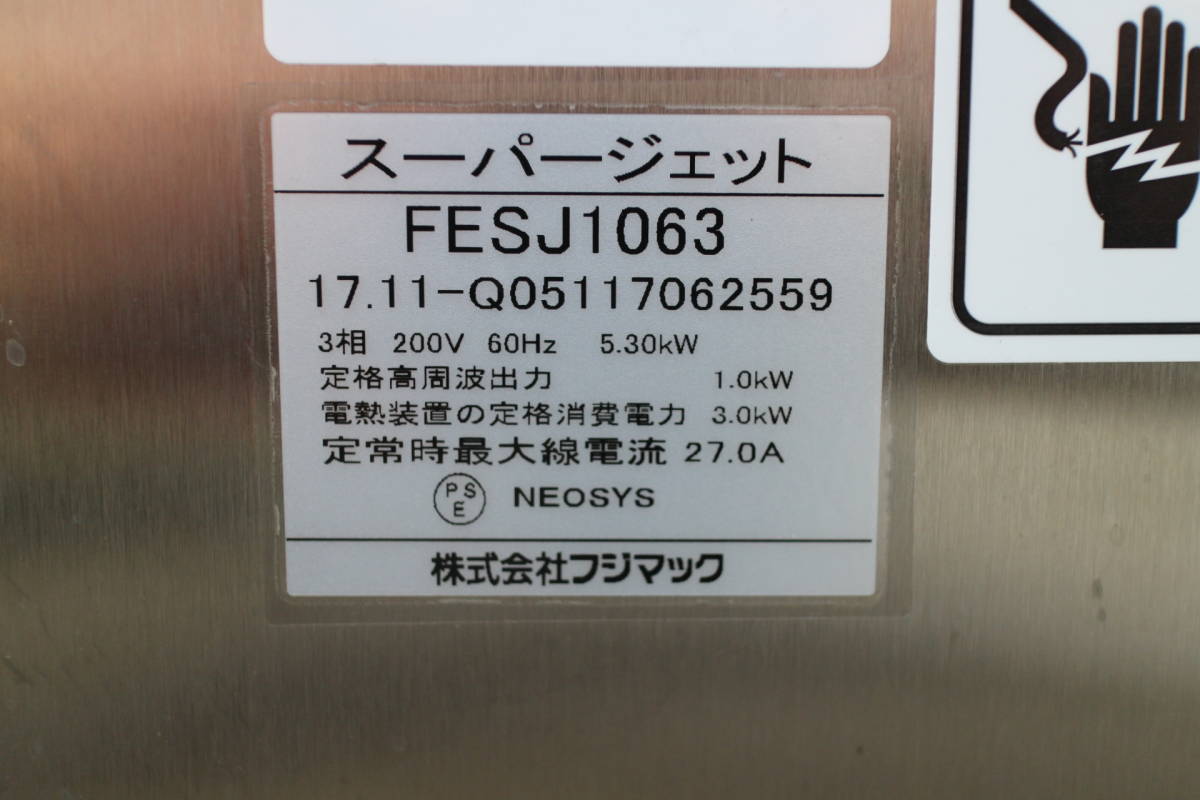 スーパージェット
FESJ1063
17.11-Q05117062559
3相 200V 60Hz 5.30kW
定格高周波出力 1.0kW
電熱装置の定格消費電力 3.0kW
定常時最大線電流 27.0A
PSE NEOSYS
株式会社フジマック